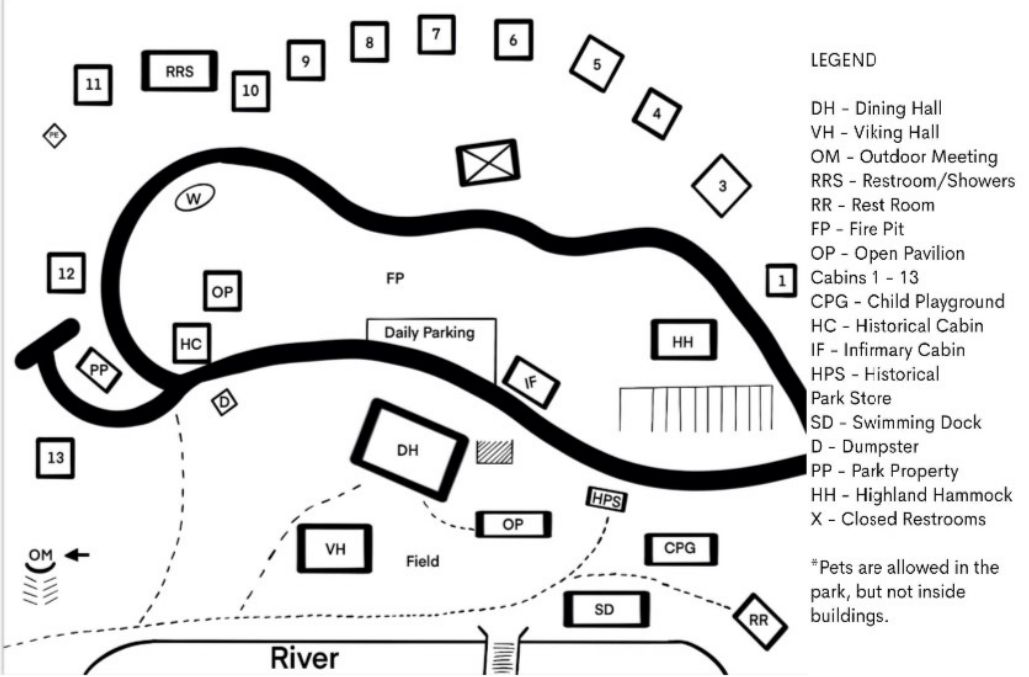 7
6
8
9
5
RRS
11
10
4
PE
3
W
12
1
FP
OP
Daily Parking
HC
HH
PP
IF
D
DH
13
HPS
OP
VH
CPG
OM
Field
SD
RR
River
LEGEND
DH - Dining Hall
VH - Viking Hall
OM - Outdoor Meeting
RRS - Restroom/Showers
RR - Rest Room
FP - Fire Pit
OP - Open Pavilion
Cabins 1 - 13
CPG - Child Playground
HC - Historical Cabin
IF - Infirmary Cabin
HPS - Historical
Park Store
SD - Swimming Dock
D - Dumpster
PP - Park Property
HH - Highland Hammock
X - Closed Restrooms
*Pets are allowed in the
park, but not inside
buildings.